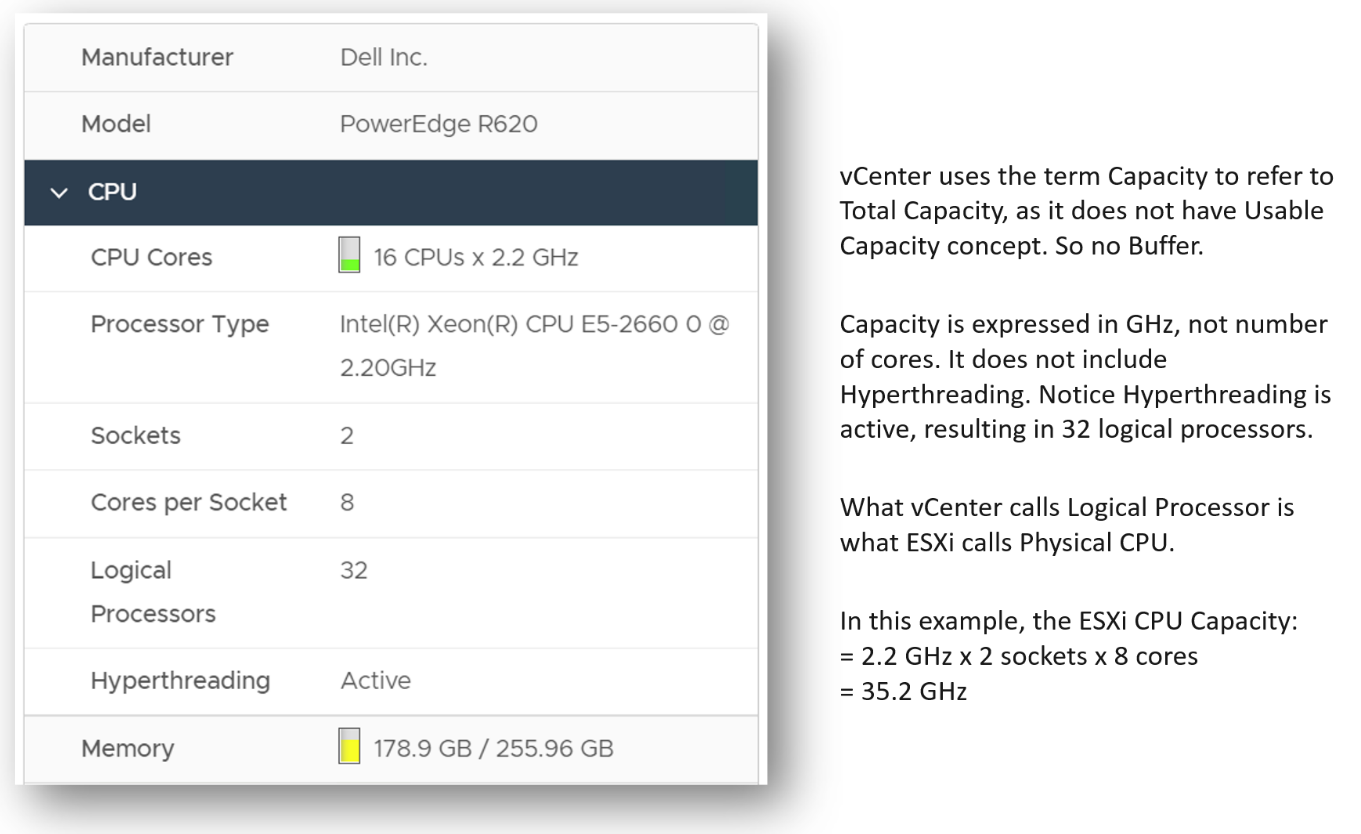 Manufacturer Dell Inc.
Model PowerEdge R620
CPU
CPU Cores 16 CPUs x 2.2 GHz
Processor Type Intel(R) Xeon(R) CPU E5-2660 0 @
2.20GHz
Sockets 2
Cores per Socket 8
Logical 32
Processors
Hyperthreading Active
Memory 178.9 GB / 255.96 GB
vCenter uses the term Capacity to refer to
Total Capacity, as it does not have Usable
Capacity concept. So no Buffer.
Capacity is expressed in GHz, not number
of cores. It does not include
Hyperthreading. Notice Hyperthreading is
active, resulting in 32 logical processors.
What vCenter calls Logical Processor is
what ESXi calls Physical CPU.
In this example, the ESXi CPU Capacity:
= 2.2 GHz x 2 sockets x 8 cores
= 35.2 GHz